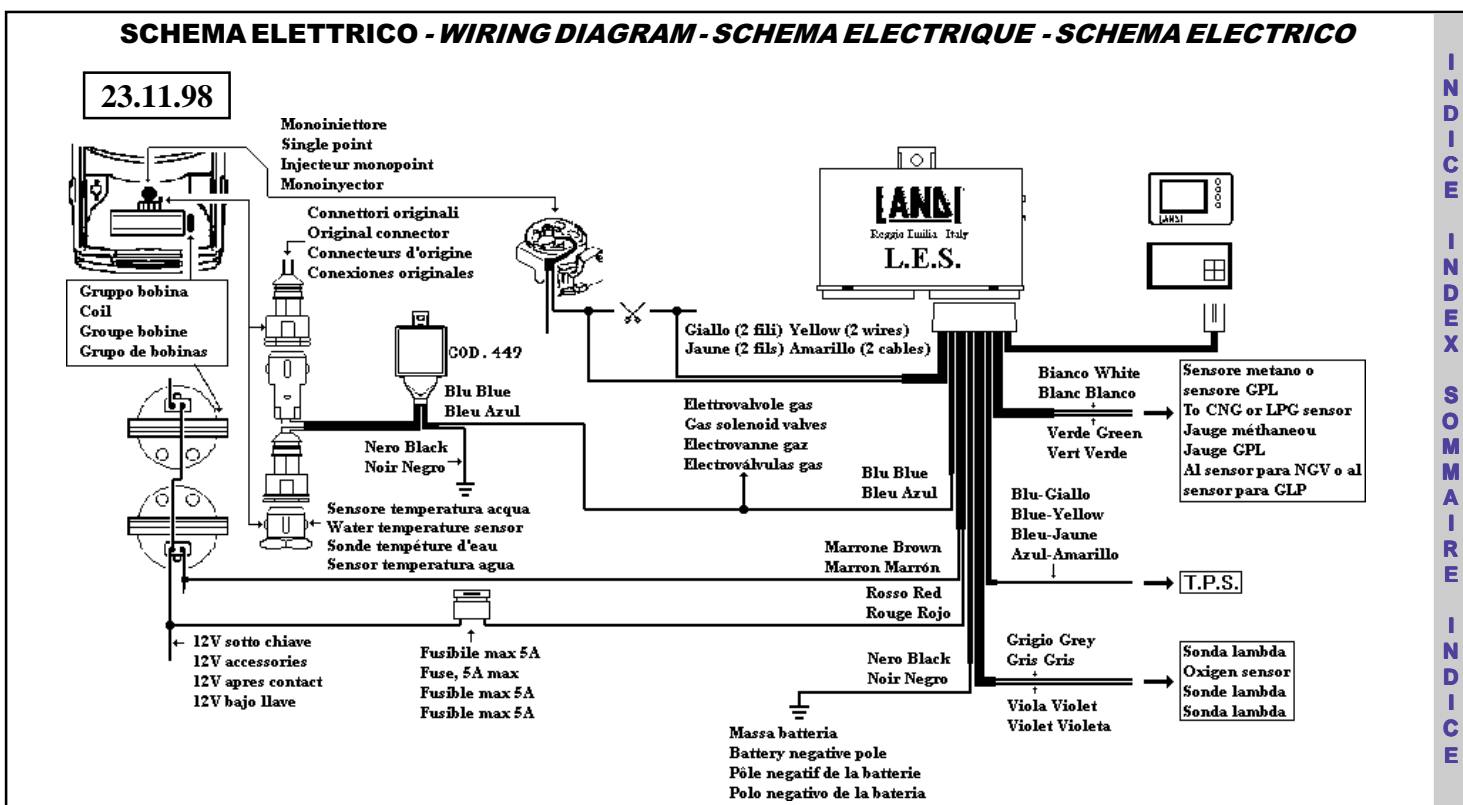 SCHEMA ELETTRICO - WIRING DIAGRAM - SCHEMA ELECTRIQUE - SCHEMA ELECTRICO
23.11.98
Monoiniettore
Single point
Injecteur monopoint
Monoinyector
Connettori originali
Original connector
Connecteurs d'origine
Conexiones originales
Gruppo bobina
Coil
Groupe bobine
Grupo de bobinas
COD. 449
Blu Blue
Bleu Azul
Nero Black
Noir Negro
Sensore temperatura acqua
Water temperature sensor
Sonde tempéture d'eau
Sensor temperatura agua
12V sotto chiave
12V accessories
12V apres contact
12V bajo llave
Fusibile max 5A
Fuse, 5A max
Fusible max 5A
Fusible max 5A
LANDI
Reggio Emilia Italy
L.E.S.
LANDI
Giallo (2 fili) Yellow (2 wires)
Jaune (2 fils) Amarillo (2 cables)
Elettrovalvole gas
Gas solenoid valves
Electrovanne gaz
Electroválvulas gas
Blu Blue
Bleu Azul
Marrone Brown
Marron Marrón
Rosso Red
Rouge Rojo
Nero Black
Noir Negro
Massa batteria
Battery negative pole
Pôle negatif de la batterie
Polo negativo de la bateria
Bianco White
Blanc Blanco
Verde Green
Vert Verde
Sensore metano o
sensore GPL
To CNG or LPG sensor
Jauge méthaneou
Jauge GPL
Al sensor para NGV o al
sensor para GLP
Blu-Giallo
Blue-Yellow
Bleu-Jaune
Azul-Amarillo
T.P.S.
Grigio Grey
Gris Gris
Viola Violet
Violet Violeta
Sonda lambda
Oxigen sensor
Sonde lambda
Sonda lambda
INDICE
INDEX
SOMMAIRE
INDICE